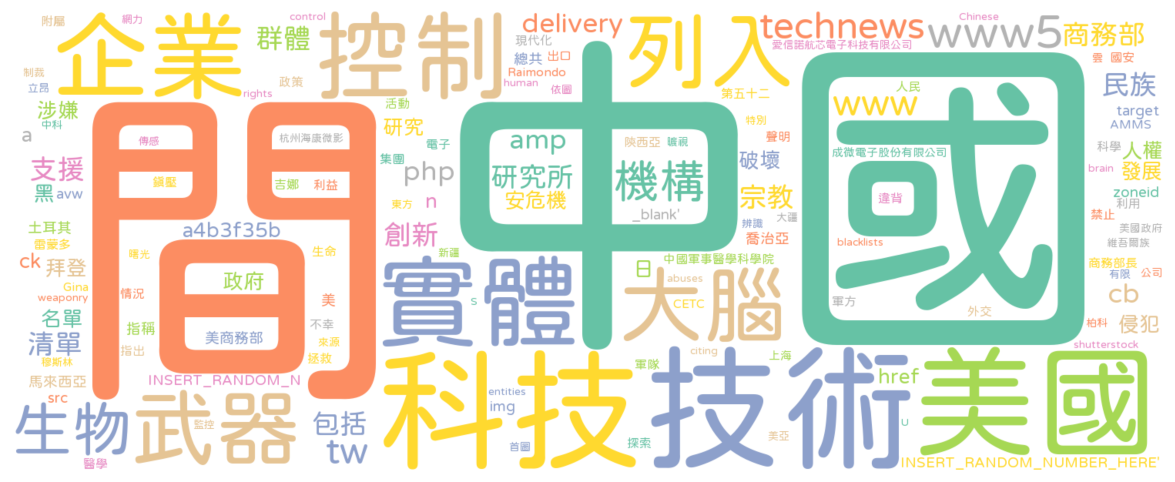 附屬
網力
control
企業
群體
控制
delivery
現代化
總共 出口
Raimondo
human
依圖
列入
technews
Chinese
www5
愛信諾航芯電子科技有限公司
商務部
雲
國安
制裁
立昂
涉嫌
中科
rights
政策
活動
研究
電子
集團
第五十二
www
人民
民族
target
AMMS
a
支援
黑
avw
間
傳感
杭州海康微影
鎮壓
吉娜
利益
東方
php
n
創新
新疆
中
amp
研究所
安危機
機構
_blank'
陝西亞
曠視
特別
聲明
破壞
宗教
辨識
大疆
喬治亞
國
成微電子股份有限公司
違背
blacklists
軍方
外交
科學
人權
brain
發展
zoneid
利用
禁止
美國政府
維吾爾族
土耳其
雷蒙多
ck
拜登
Gina
weaponry
曙光
a4b3f35b
生命
政府
情況
美
美商務部
不幸
來源
拯救
名單
清單
穆斯林
馬來西亞
src
指稱
指出
INSERT_RANDOM_N
實體
s
日
中國軍事醫學科學院
abuses
CETC
大腦
citing
上海
商務部長
有限
公司
cb
柏科
侵犯
shutterstock
生物
醫學
武器
監控
包括
tw
科技
entities
img
首圖
軍隊
探索
技術
美亞
href
u
美國
INSERT_RANDOM_NUMBER_HERE'